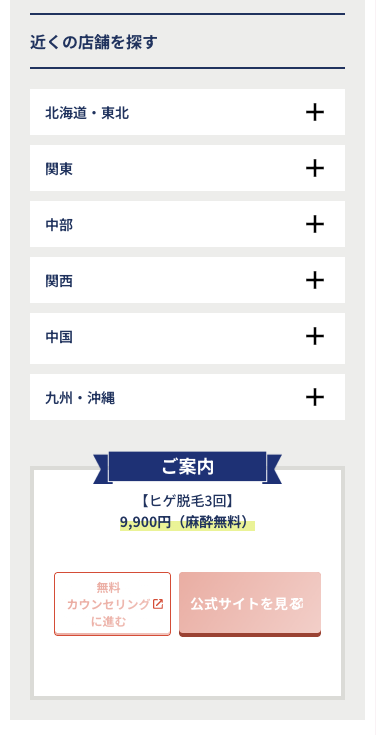 近くの店舗を探す
北海道・東北
関東
中部
関西
中国
九州・沖縄
ご案内
【ヒゲ脱毛3回】
9,900円（麻酔無料）
無料
カウンセリング
に進む
公式サイトを見る